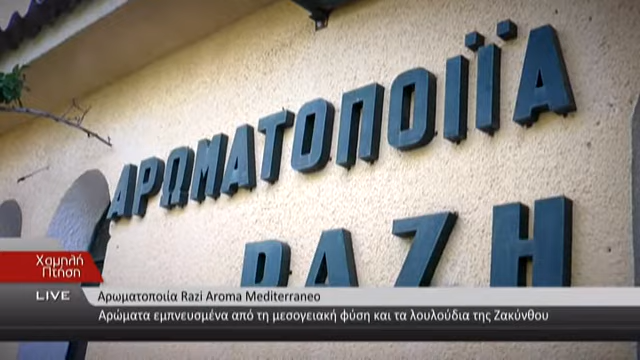 ΑΡΩΜΑΤΟΠΟΙΪΑ
ΡΑΖΗ
Χαμηλή
Πτήση
LIVE
Αρωματοποιία Razi Aroma Mediterraneo
Αρώματα εμπνευσμένα από τη μεσογειακή φύση και τα λουλούδια της Ζακύνθου